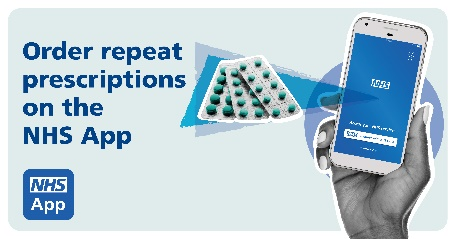 Order repeat
prescriptions
on the
NHS App
NHS
App
NHS